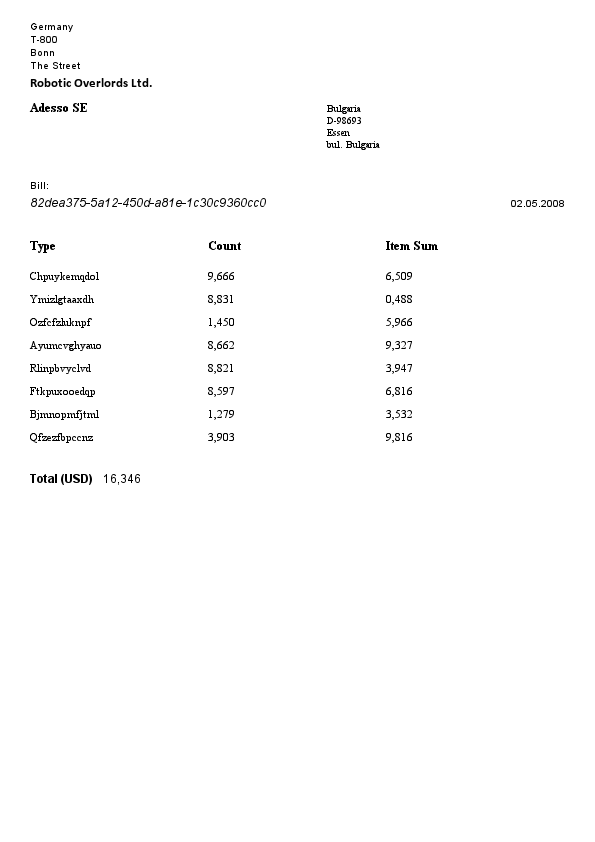 Germany
T-800
Bonn
The Street
Robotic Overlords Ltd.
Adesso SE
Bulgaria
D-98693
Essen
bul. Bulgaria
Bill:
82dea375-5a12-450d-a81e-1c30c9360cc0 02.05.2008
Type Count Item Sum
Chpuykemqdol 9,666 6,509
Ymizlgtaaxdh 8,831 0,488
Ozfcfzluknpf 1,450 5,966
Ayumcvghyauo 8,662 9,327
Rlinpbvyclvd 8,821 3,947
Ftkpuxooedqp 8,597 6,816
Bjmnopmfjtml 1,279 3,532
Qfzezfbpccnz 3,903 9,816
Total (USD) 16,346